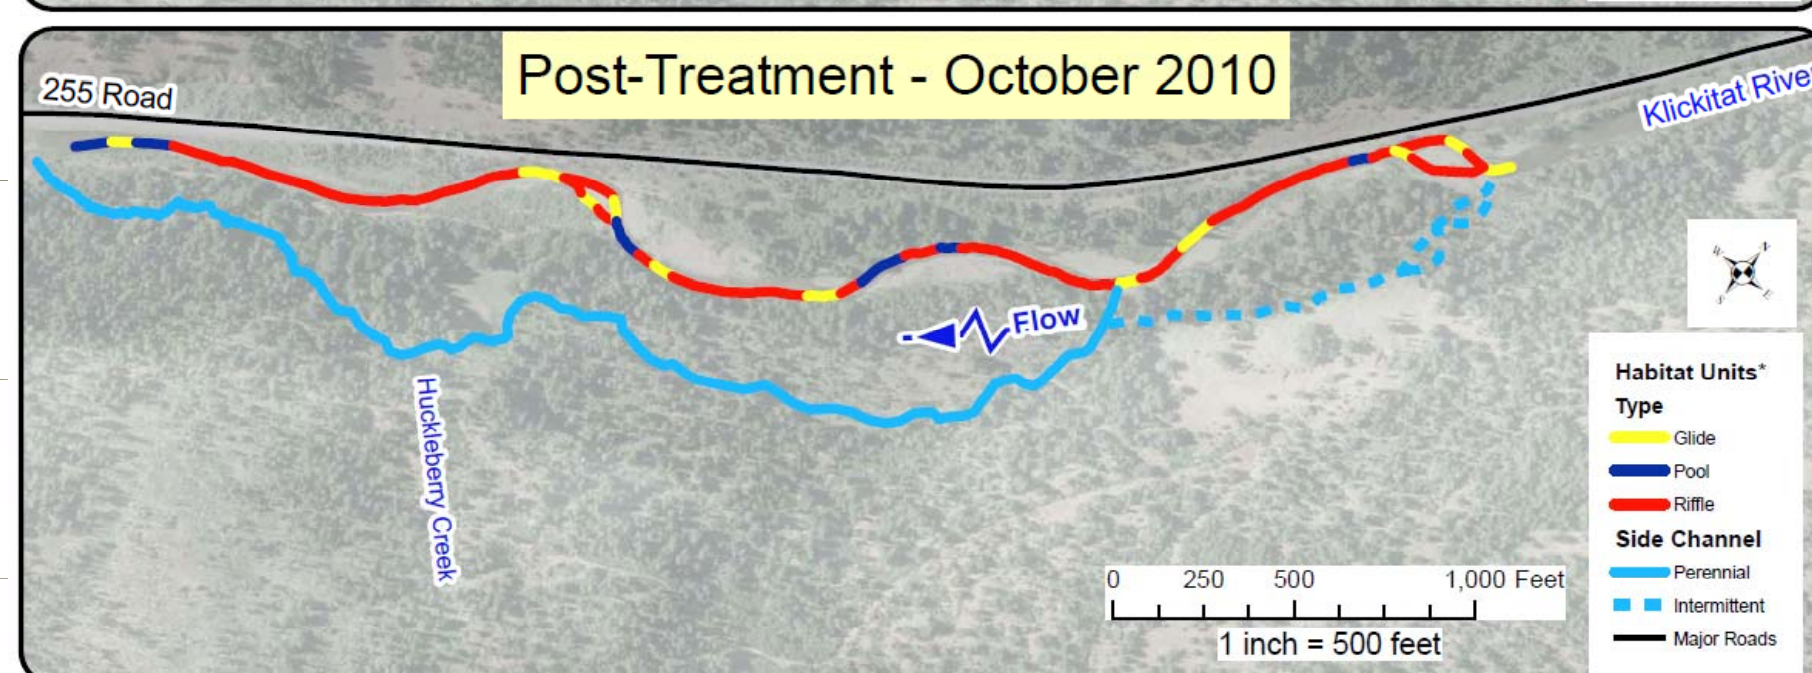 Post-Treatment - October 2010
255 Road
Klickitat River
Flow
Huckleberry Creek
N
W
E
S
Habitat Units*
Type
Glide
Pool
Riffle
Side Channel
Perennial
Intermittent
Major Roads
0 250 500 1,000 Feet
1 inch = 500 feet